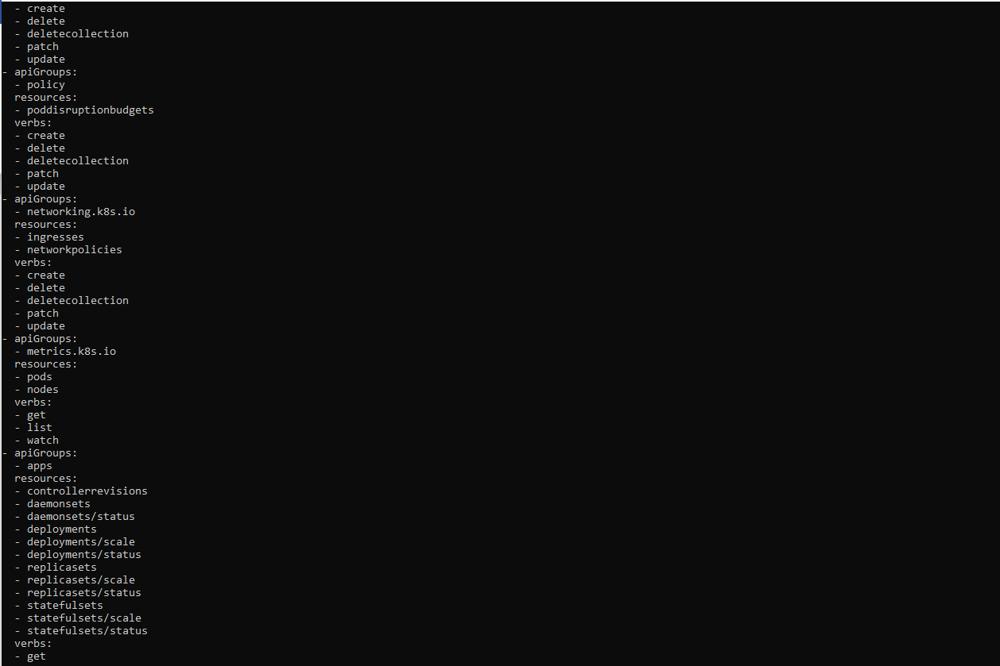 - create
  - delete
  - deletecollection
  - patch
  - update
- apiGroups:
  - policy
  resources:
  - poddisruptionbudgets
  verbs:
  - create
  - delete
  - deletecollection
  - patch
  - update
- apiGroups:
  - networking.k8s.io
  resources:
  - ingresses
  - networkpolicies
  verbs:
  - create
  - delete
  - deletecollection
  - patch
  - update
- apiGroups:
  - metrics.k8s.io
  resources:
  - pods
  - nodes
  verbs:
  - get
  - list
  - watch
- apiGroups:
  - apps
  resources:
  - controllerrevisions
  - daemonsets
  - daemonsets/status
  - deployments
  - deployments/scale
  - deployments/status
  - replicasets
  - replicasets/scale
  - replicasets/status
  - statefulsets
  - statefulsets/scale
  - statefulsets/status
  verbs:
  - get